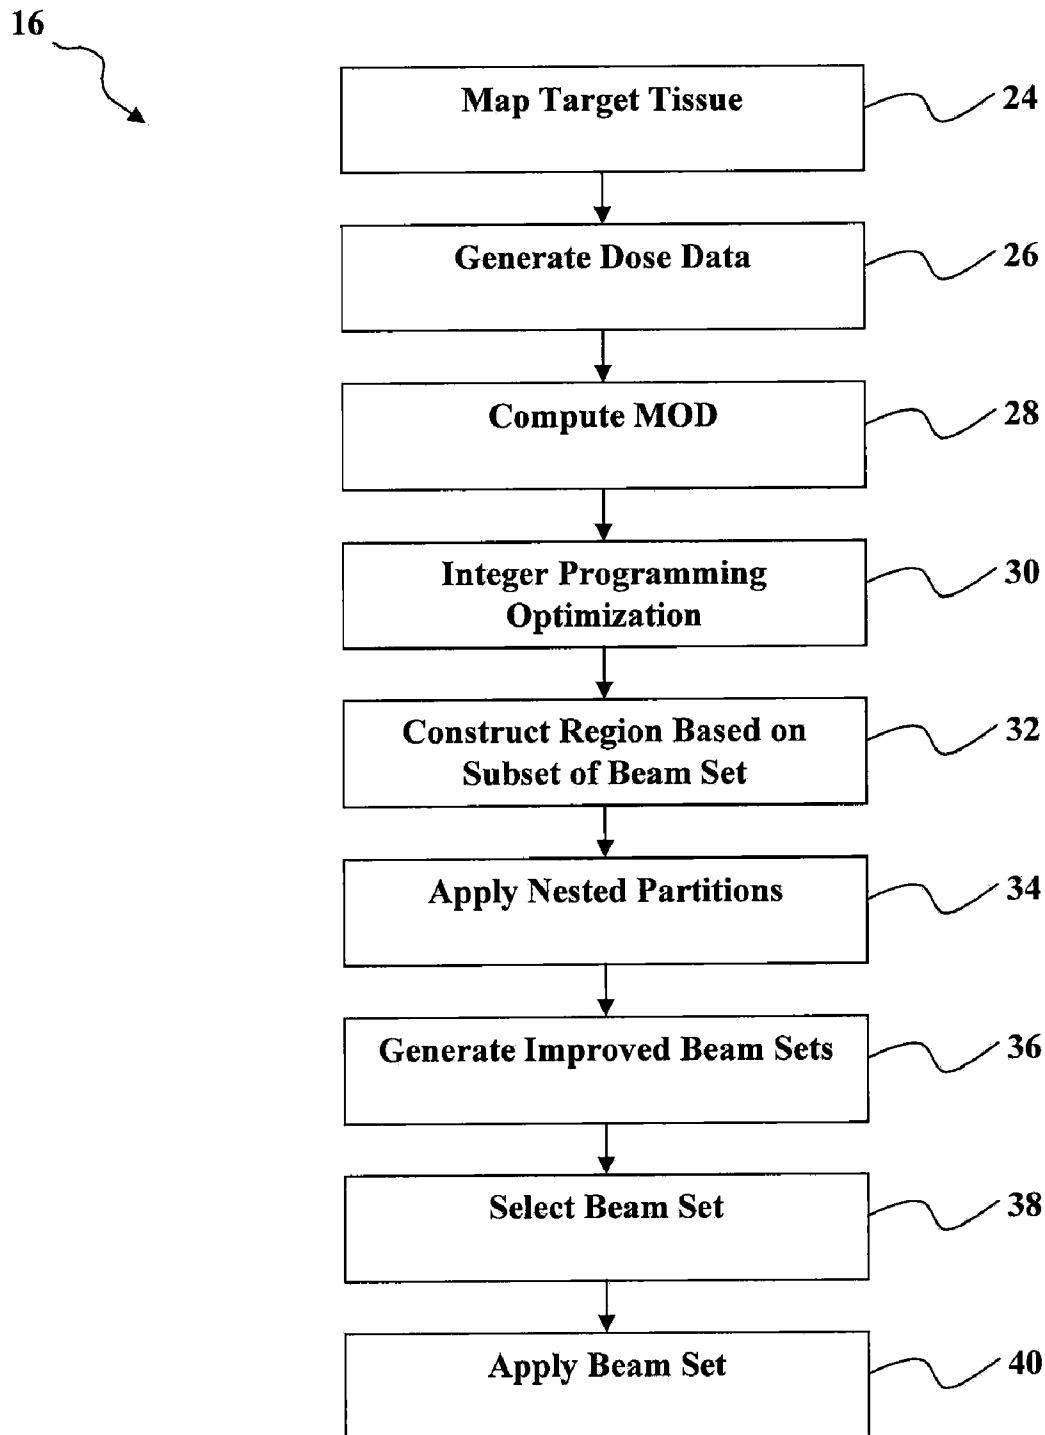 16
Map Target Tissue
24
Generate Dose Data
26
Compute MOD
28
Integer Programming
Optimization
30
Construct Region Based on
Subset of Beam Set
32
Apply Nested Partitions
34
Generate Improved Beam Sets
36
Select Beam Set
38
Apply Beam Set
40